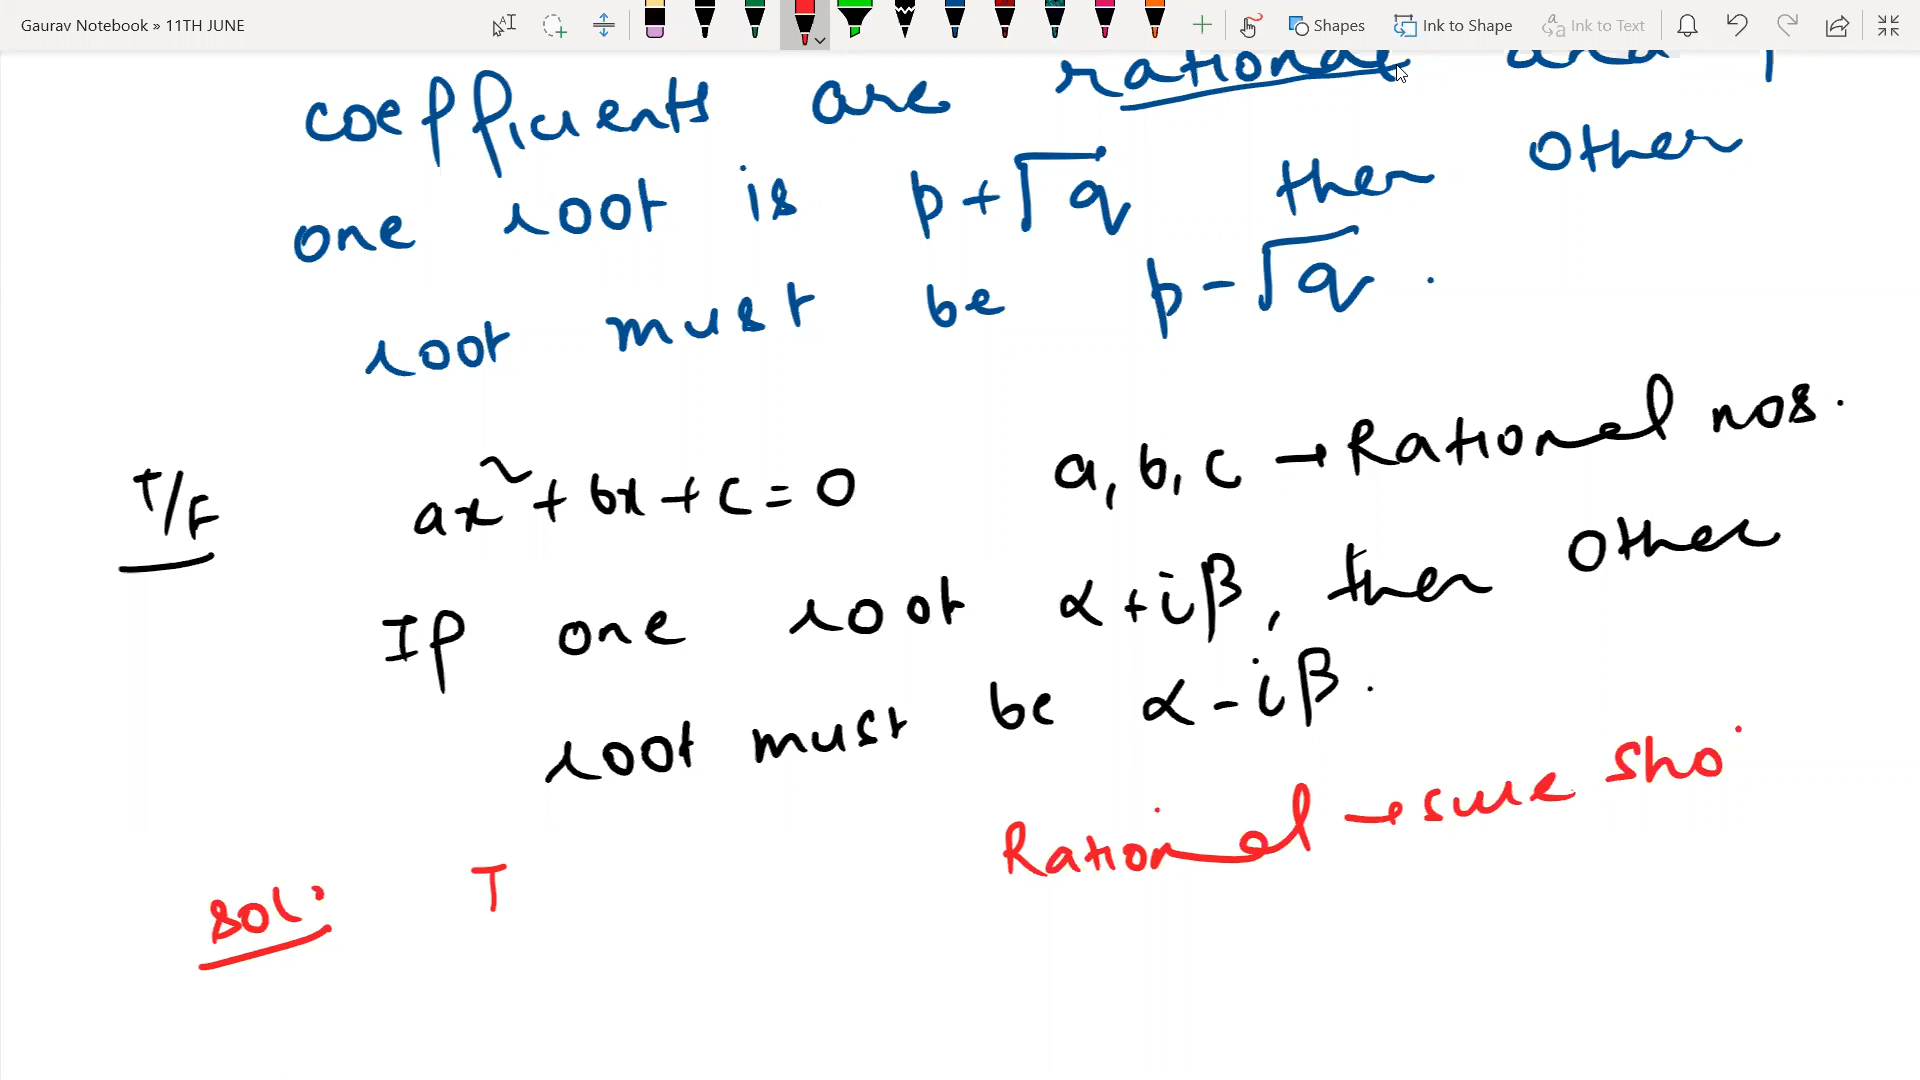 Gaurav Notebook » 11TH JUNE
Shapes
Ink to Shape
Ink to Text
coefficients are rational and
one root is p+√q then other
root must be p-√q.
T/F ax²+bx+c=0 a, b, c → Rational nos.
If one root α+iβ, then other
root must be α-iβ.
Rational → sure sho
Sol: T